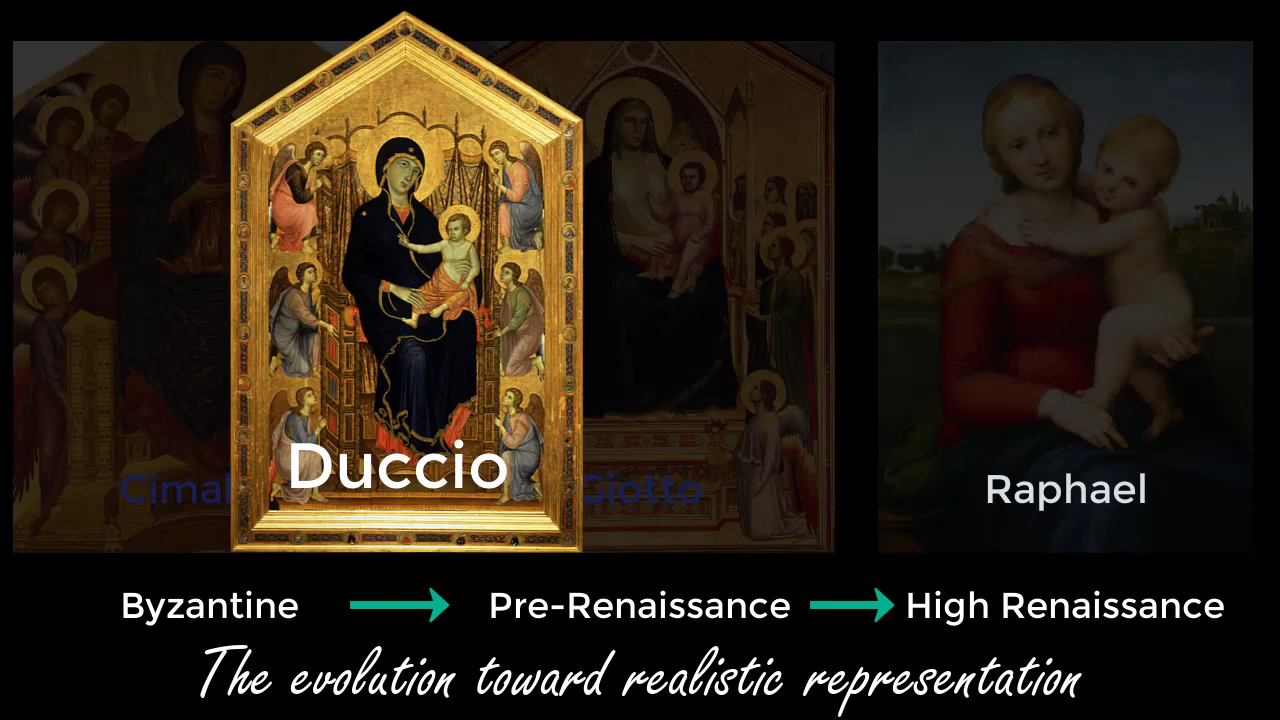 Duccio
Giotto
Raphael
Byzantine
Pre-Renaissance
High Renaissance
The evolution toward realistic representation